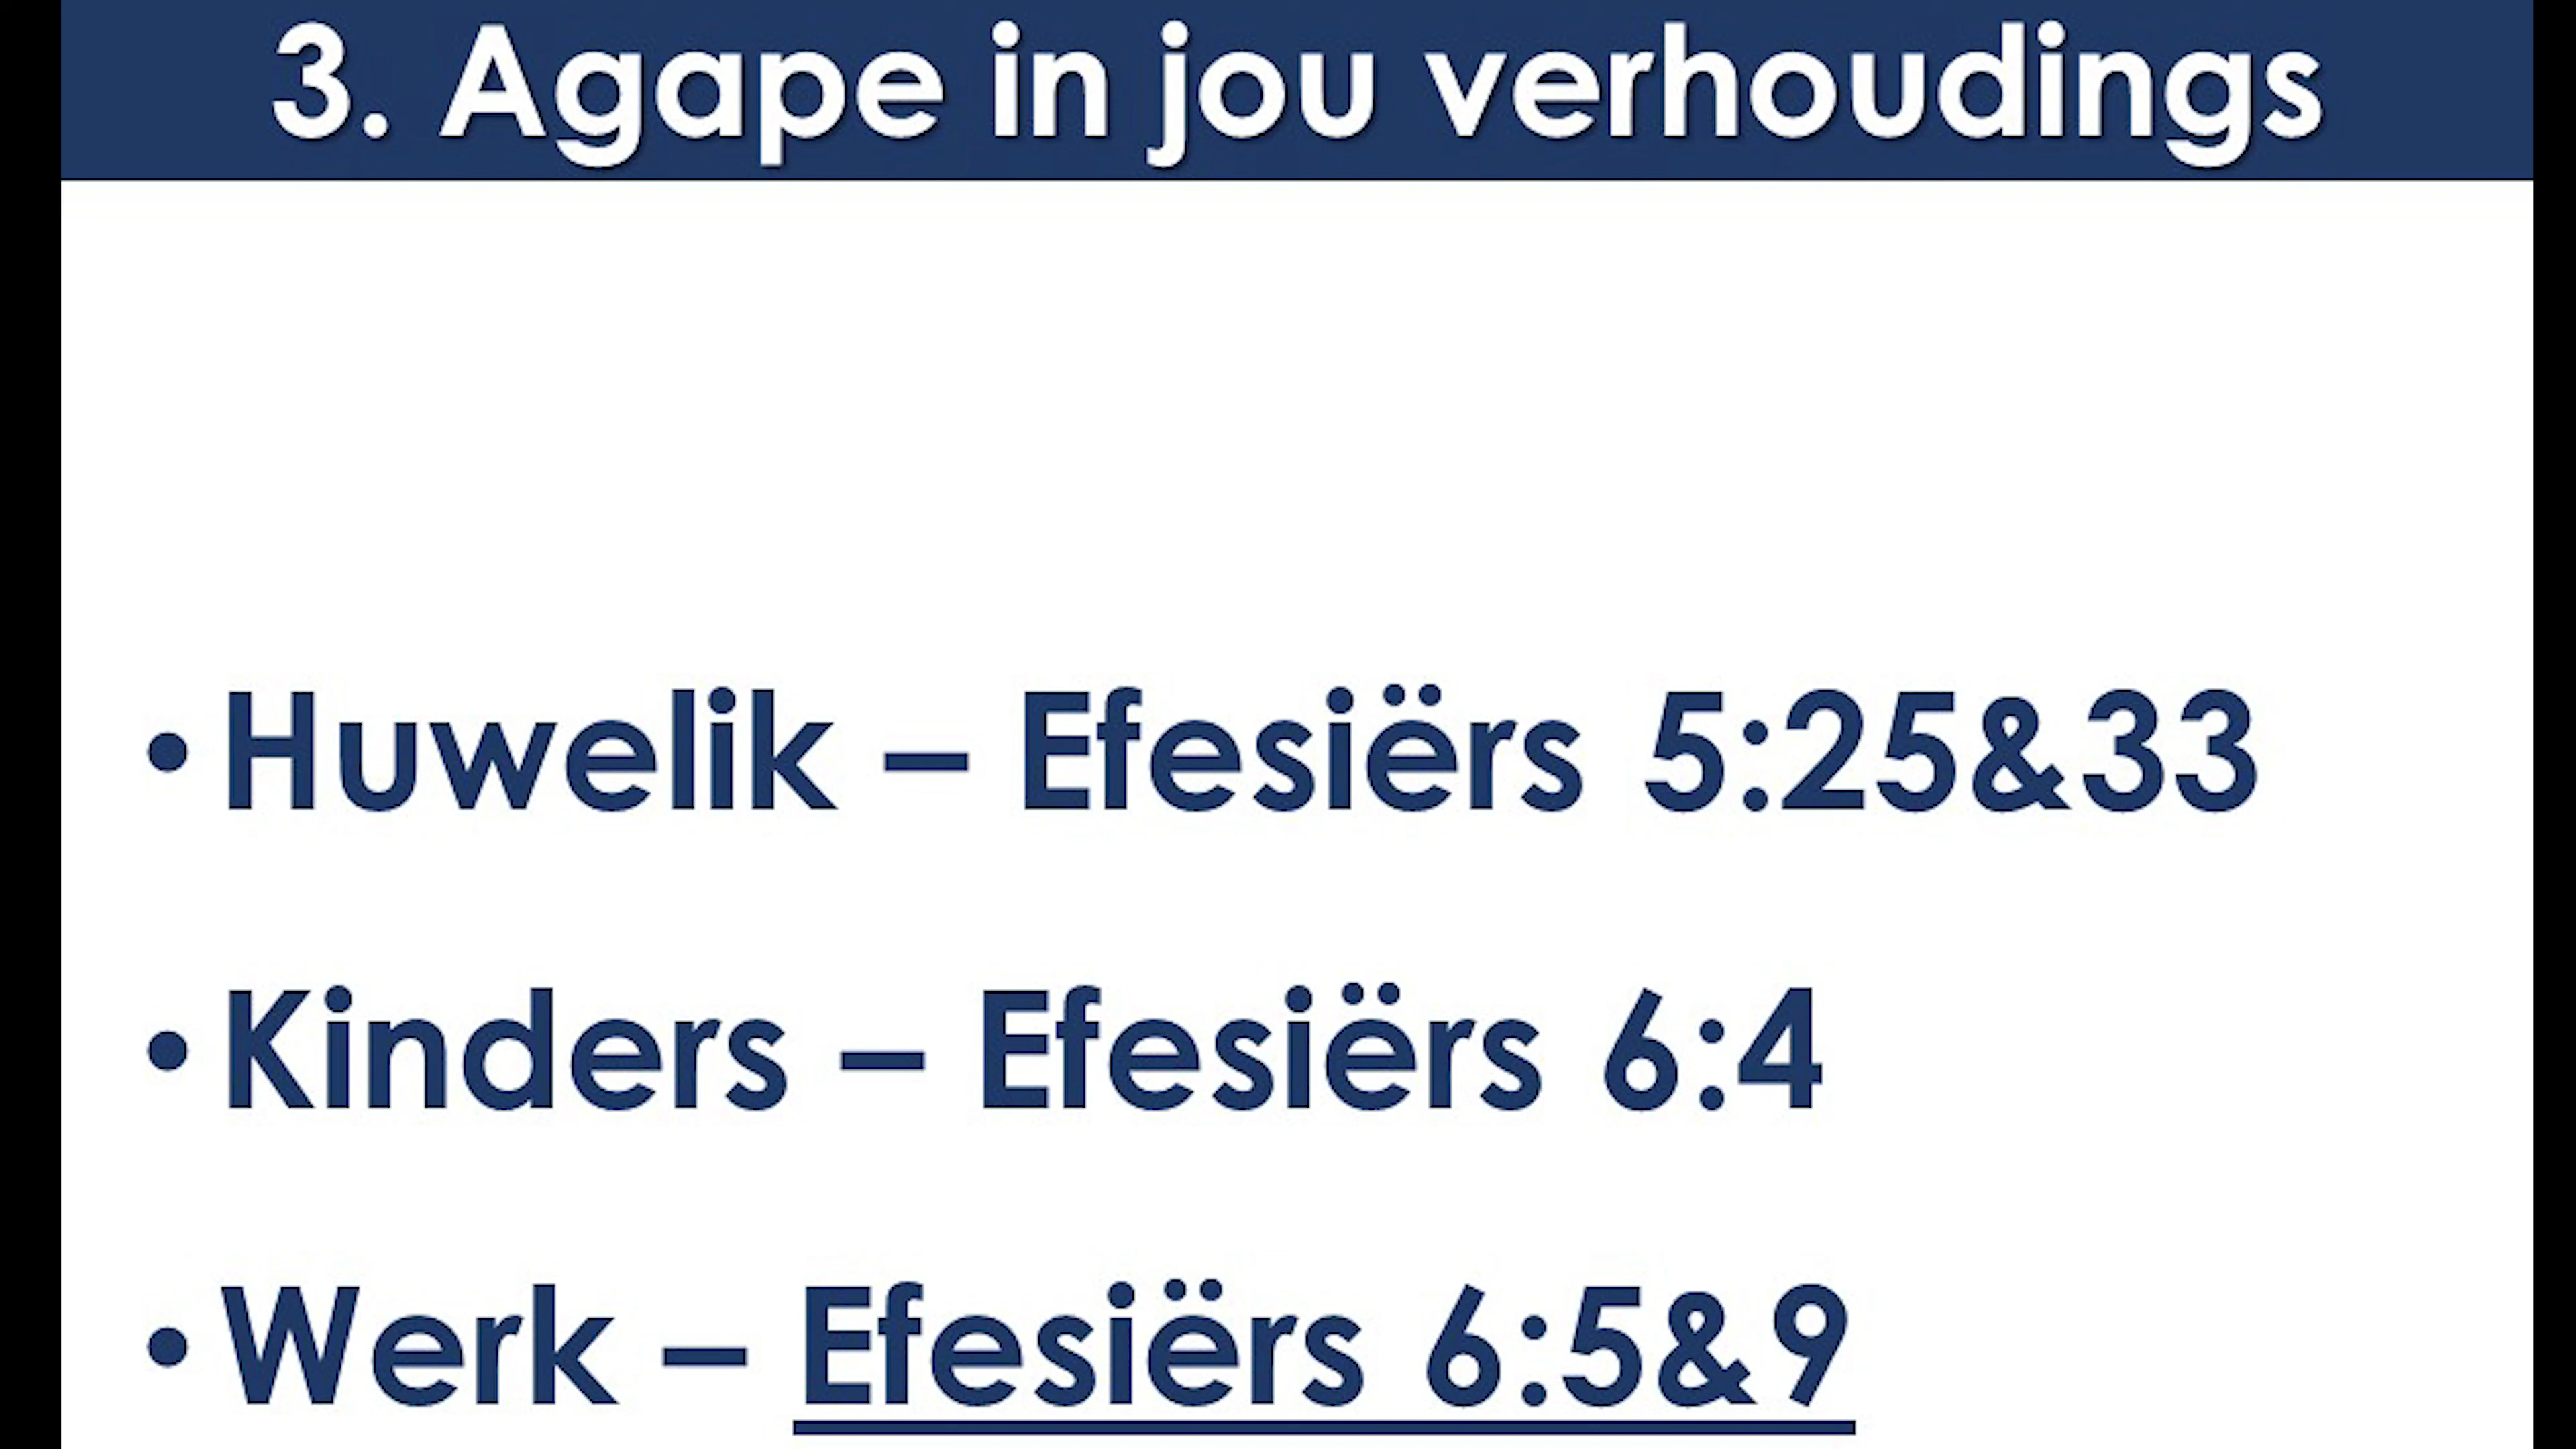 3. Agape in jou verhoudings
• Huwelik – Efesiërs 5:25&33
• Kinders – Efesiërs 6:4
• Werk – Efesiërs 6:5&9